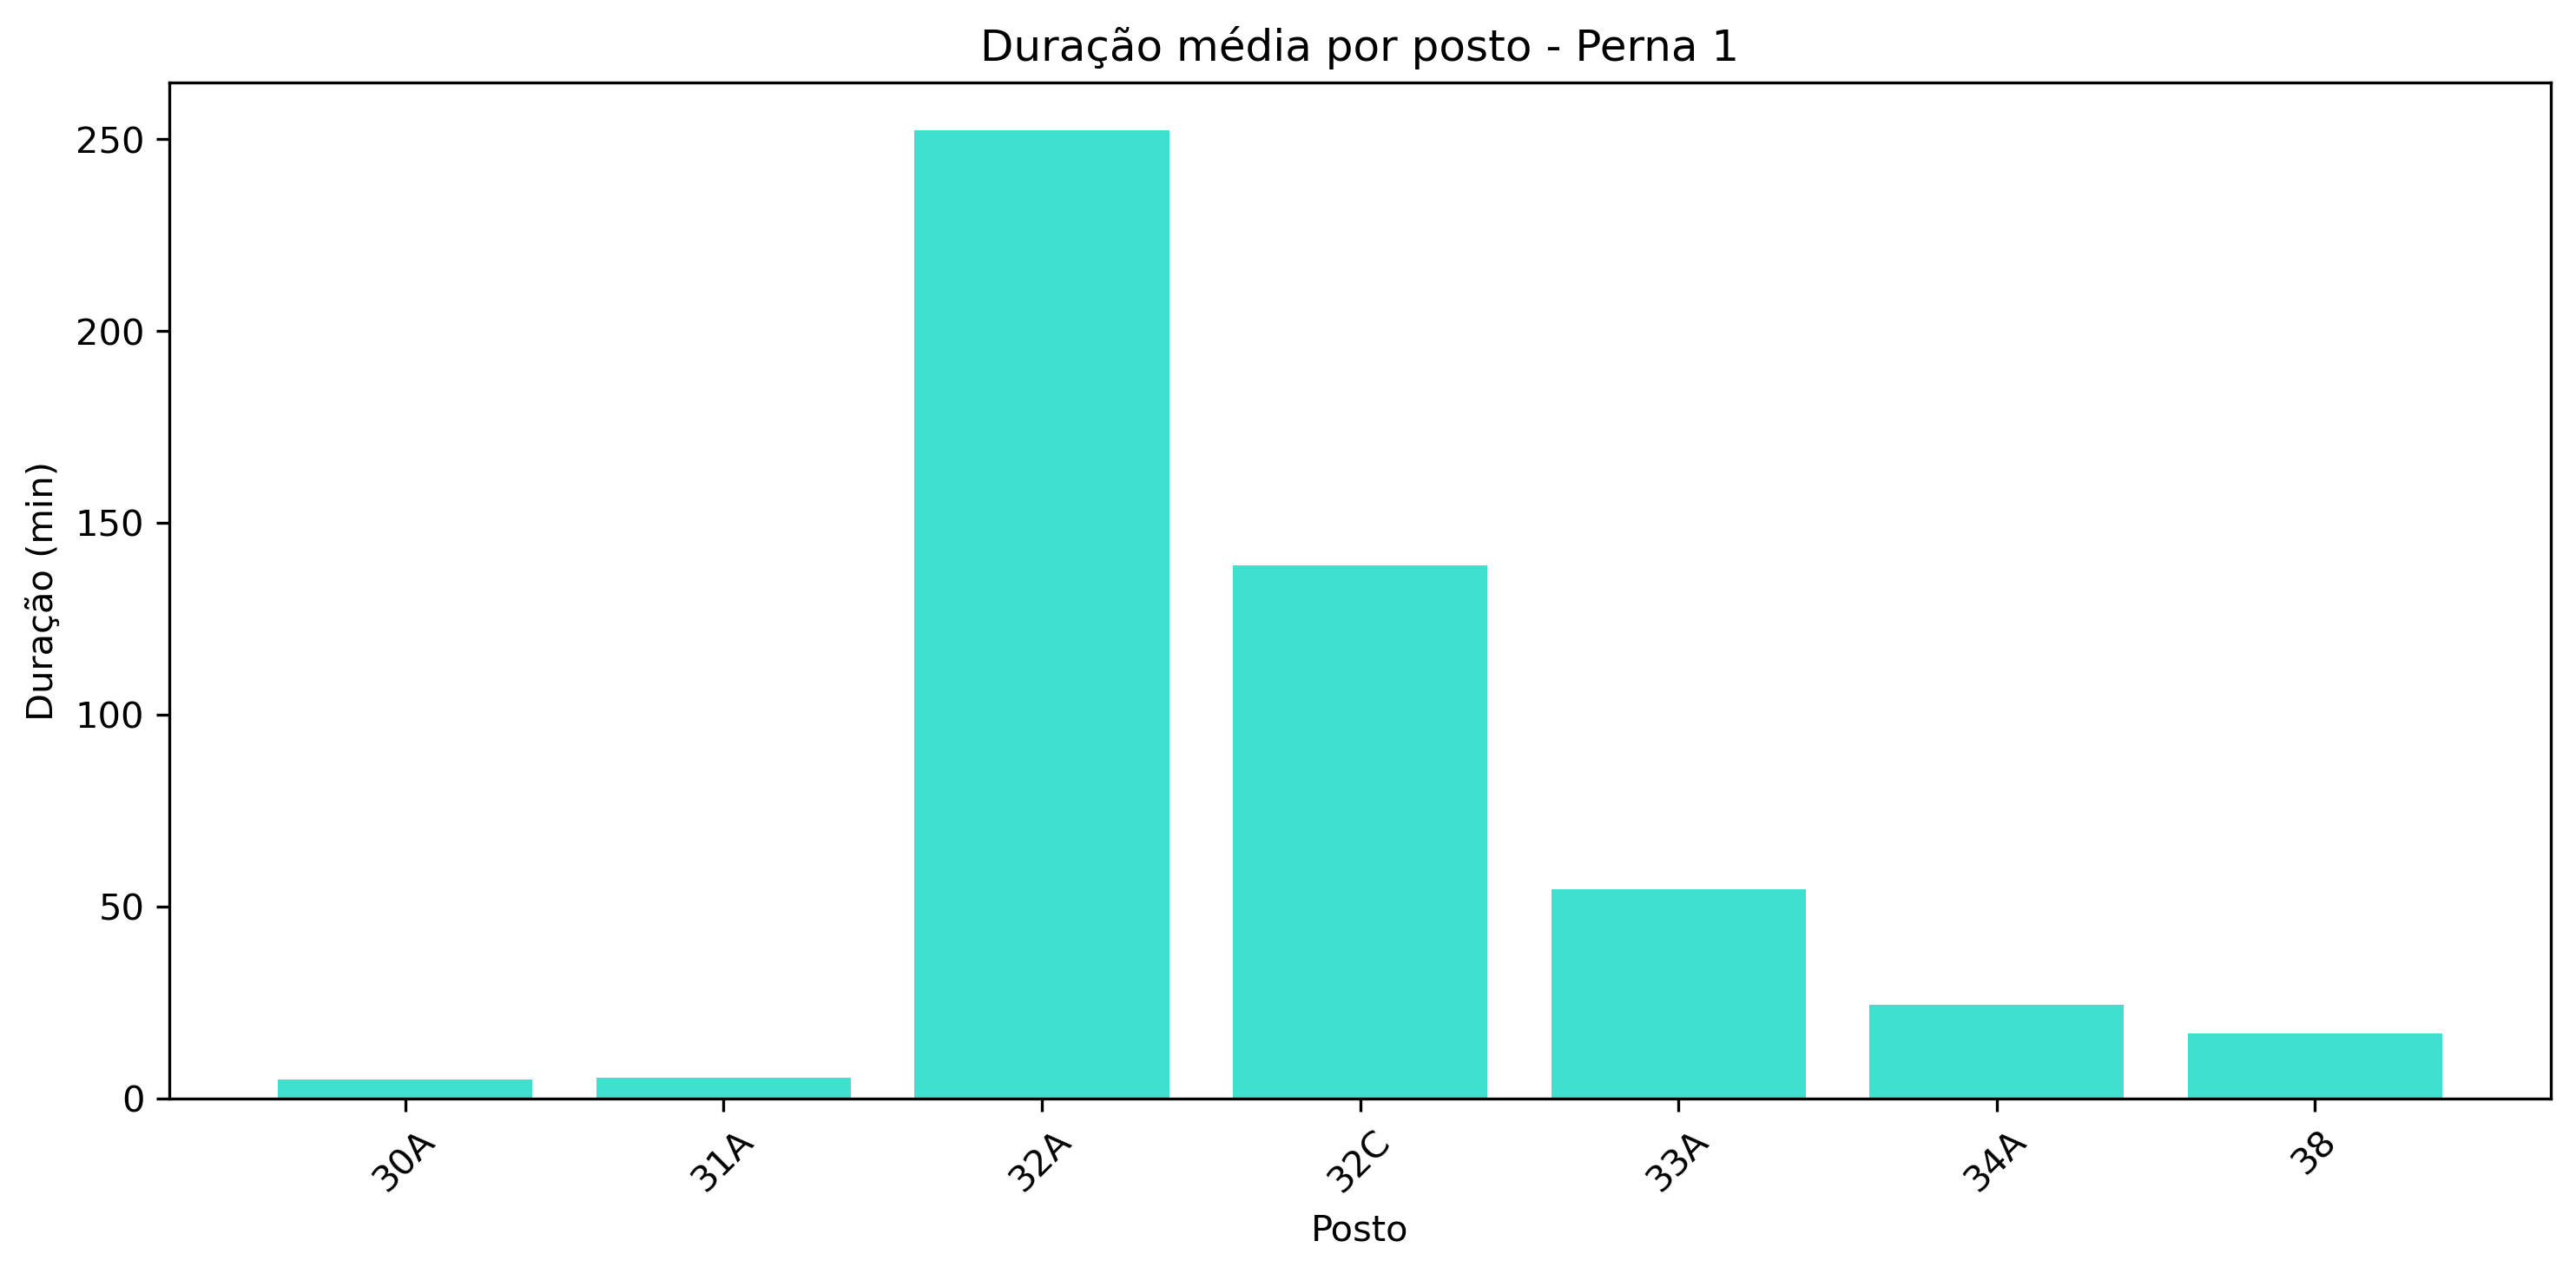 Duração média por posto - Perna 1
Duração (min)
250
200
150
100
50
0
30A
31A
32A
32C
33A
34A
38
Posto